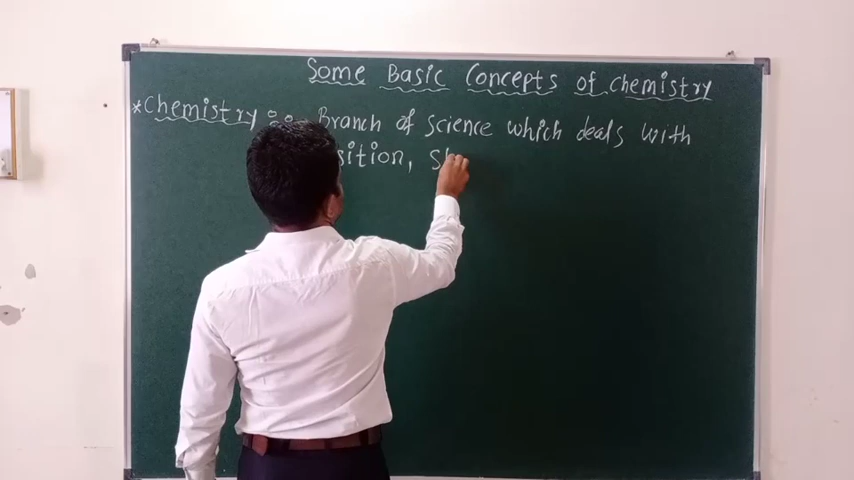 Some Basic Concepts of chemistry
*Chemistry :- Branch of science which deals with
sition, s